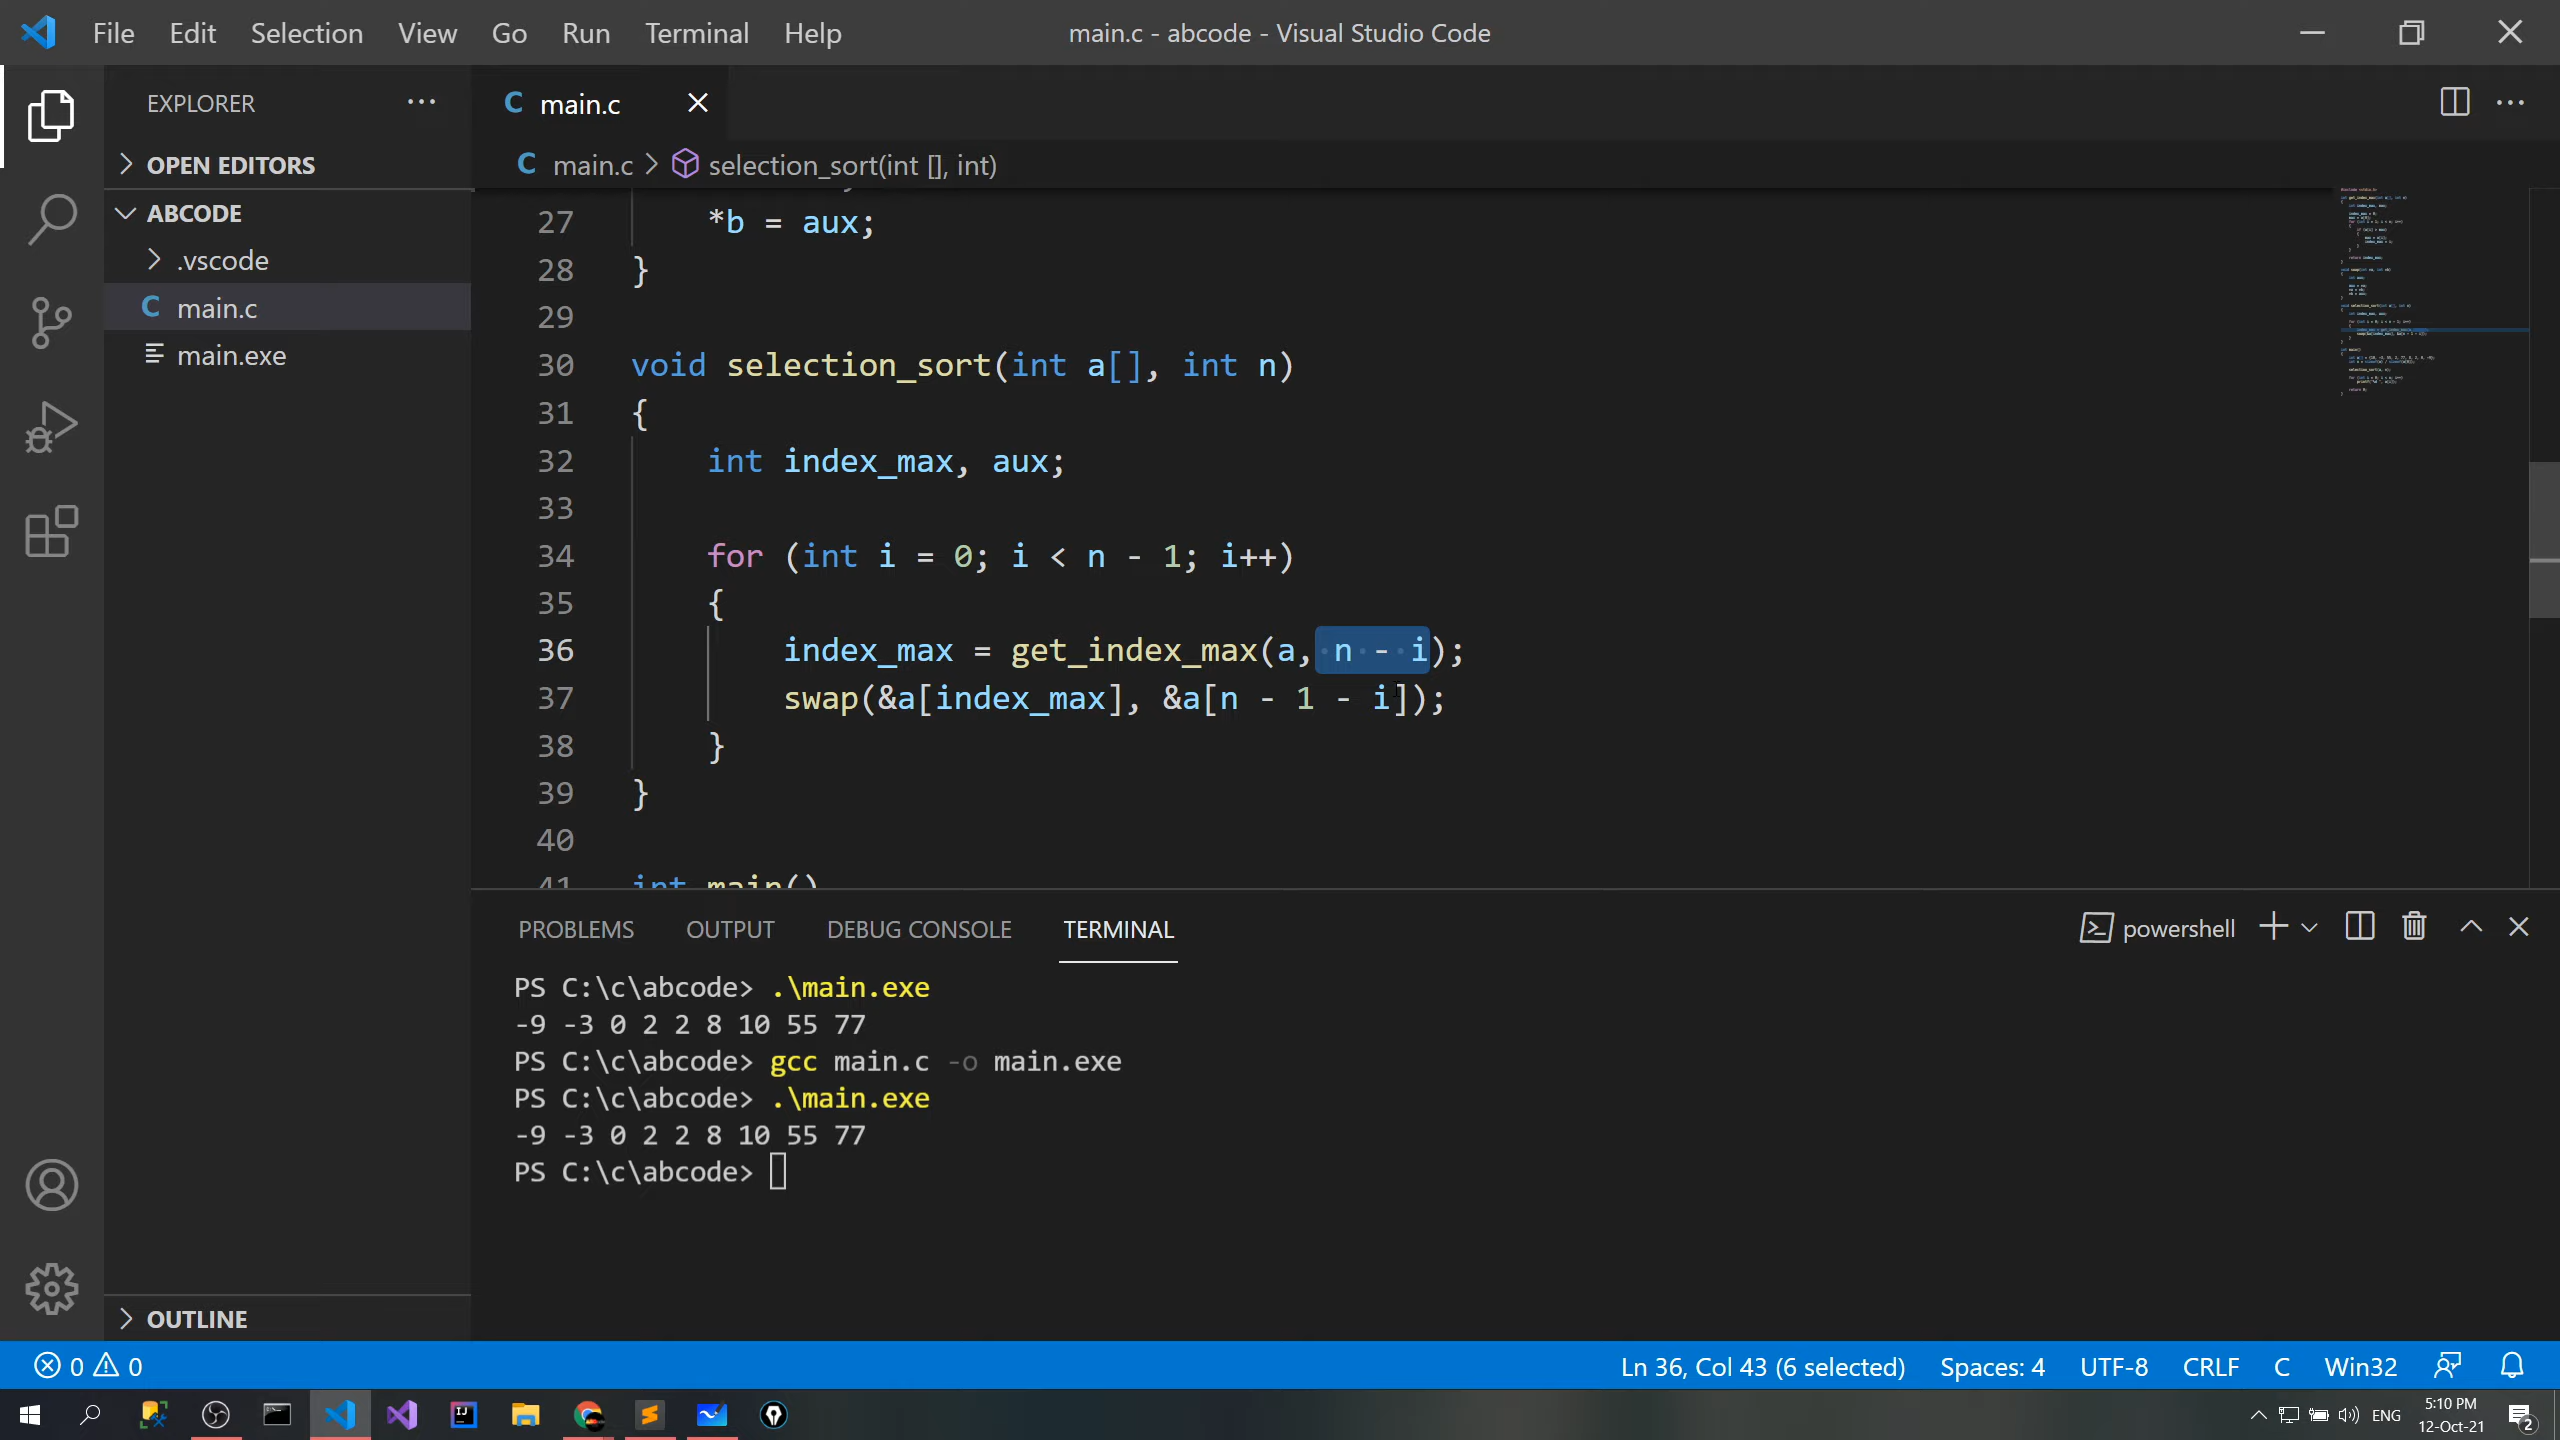 File Edit Selection View Go Run Terminal Help
main.c - abcode - Visual Studio Code
EXPLORER
OPEN EDITORS
ABCODE
.vscode
C main.c
main.exe
OUTLINE
C main.c
C main.c > selection_sort(int [], int)
27 *b = aux;
28 }
29
30 void selection_sort(int a[], int n)
31 {
32 int index_max, aux;
33
34 for (int i = 0; i < n - 1; i++)
35 {
36 index_max = get_index_max(a, n - i);
37 swap(&a[index_max], &a[n - 1 - i]);
38 }
39 }
40
41 int main()
PROBLEMS OUTPUT DEBUG CONSOLE TERMINAL
powershell
PS C:\c\abcode> .\main.exe
-9 -3 0 2 2 8 10 55 77
PS C:\c\abcode> gcc main.c -o main.exe
PS C:\c\abcode> .\main.exe
-9 -3 0 2 2 8 10 55 77
PS C:\c\abcode>
0 0
Ln 36, Col 43 (6 selected) Spaces: 4 UTF-8 CRLF C Win32
ENG
5:10 PM
12-Oct-21
2